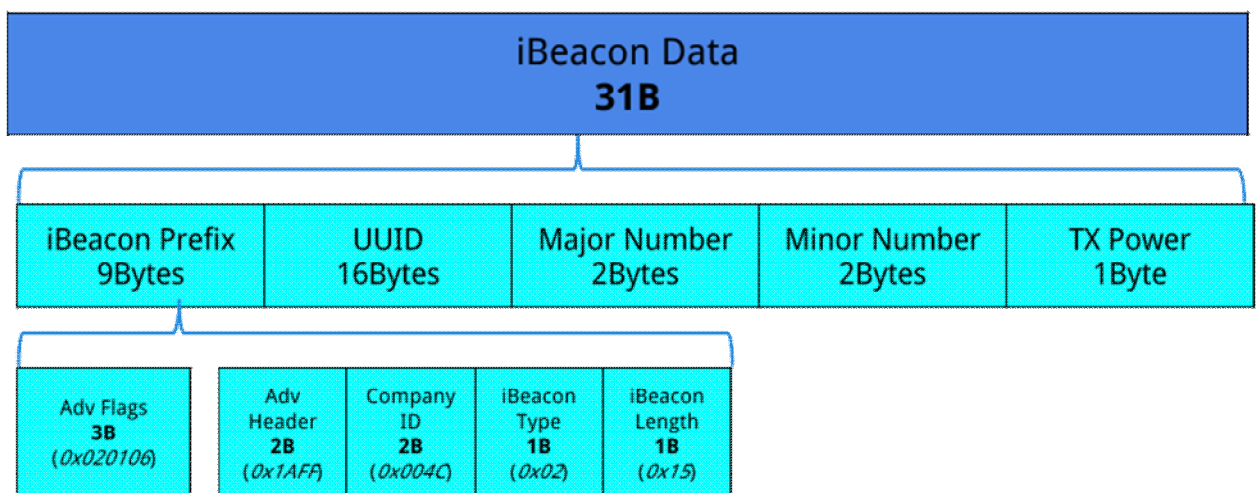 iBeacon Data
31B
iBeacon Prefix
9Bytes
UUID
16Bytes
Major Number
2Bytes
Minor Number
2Bytes
TX Power
1Byte
Adv Flags
3B
(0x020106)
Adv
Header
2B
(0x1AFF)
Company
ID
2B
(0x004C)
iBeacon
Type
1B
(0x02)
iBeacon
Length
1B
(0x15)